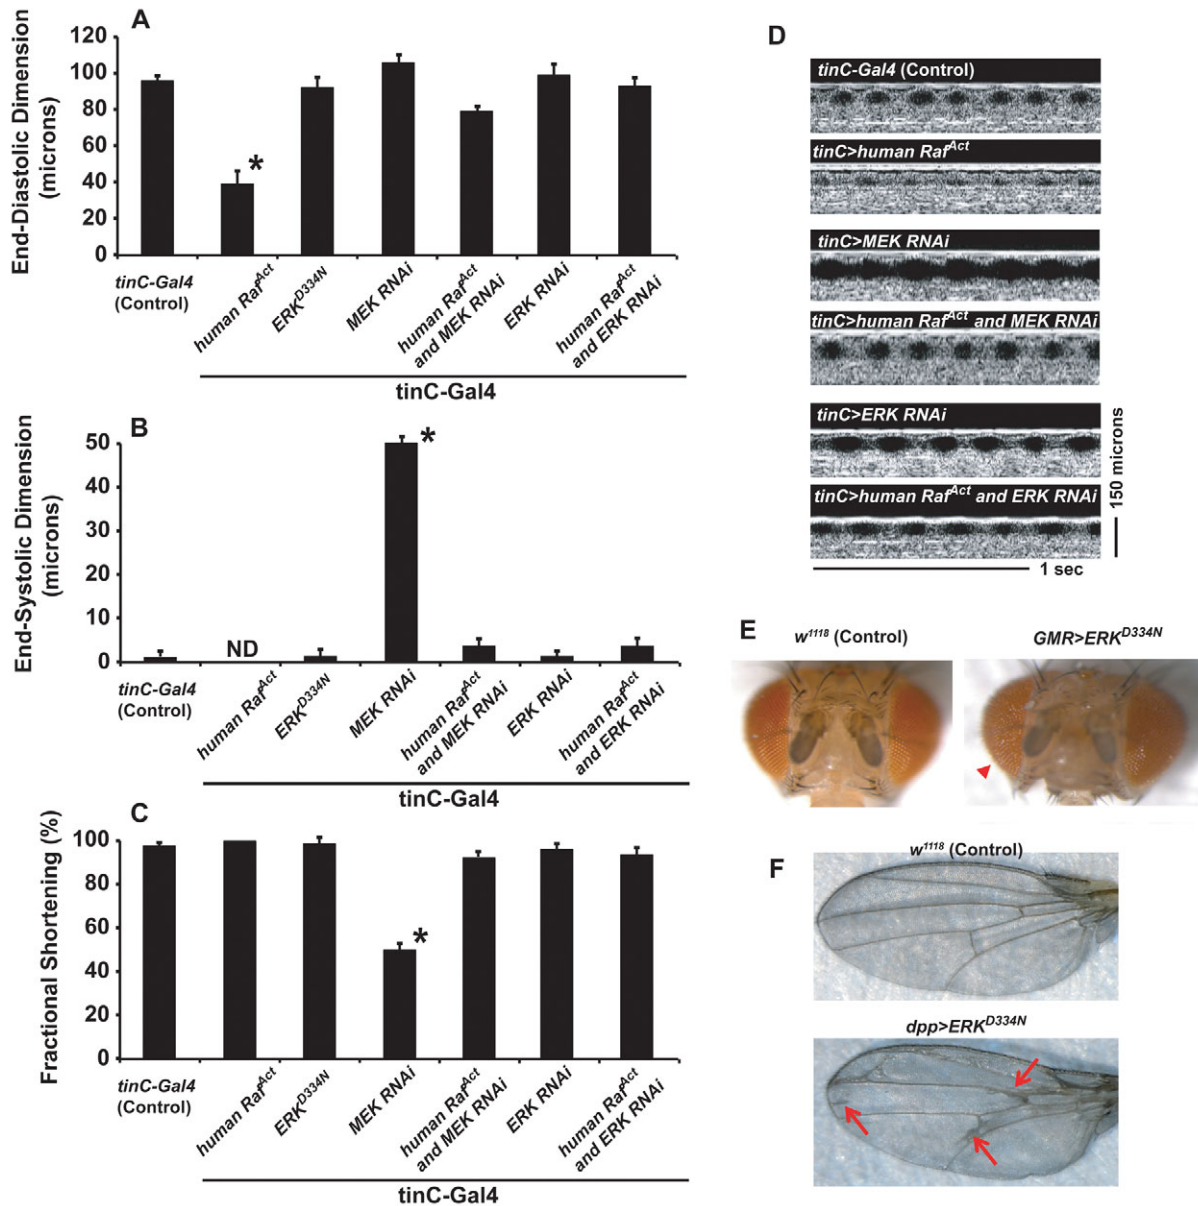 A
End-Diastolic Dimension
(microns)
120
100
80
60
40
20
0
*
tinC-Gal4
(Control)
human Raf^Act
ERK^D334N
MEK RNAi
human Raf^Act
and MEK RNAi
ERK RNAi
human Raf^Act
and ERK RNAi
tinC-Gal4
B
End-Systolic Dimension
(microns)
50
40
30
50
10
0
ND
*
tinC-Gal4
(Control)
human Raf^Act
ERK^D334N
MEK RNAi
human Raf^Act
and MEK RNAi
ERK RNAi
human Raf^Act
and ERK RNAi
tinC-Gal4
C
Fractional Shortening (%)
100
80
60
40
20
0
*
tinC-Gal4
(Control)
human Raf^Act
ERK^D334N
MEK RNAi
human Raf^Act
and MEK RNAi
ERK RNAi
human Raf^Act
and ERK RNAi
tinC-Gal4
D
tinC-Gal4 (Control)
tinC>human Raf^Act
tinC>MEK RNAi
tinC>human Raf^Act and MEK RNAi
tinC>ERK RNAi
tinC>human Raf^Act and ERK RNAi
150 microns
1 sec
E
w^1118 (Control)
GMR>ERK^D334N
F
w^1118 (Control)
dpp>ERK^D334N